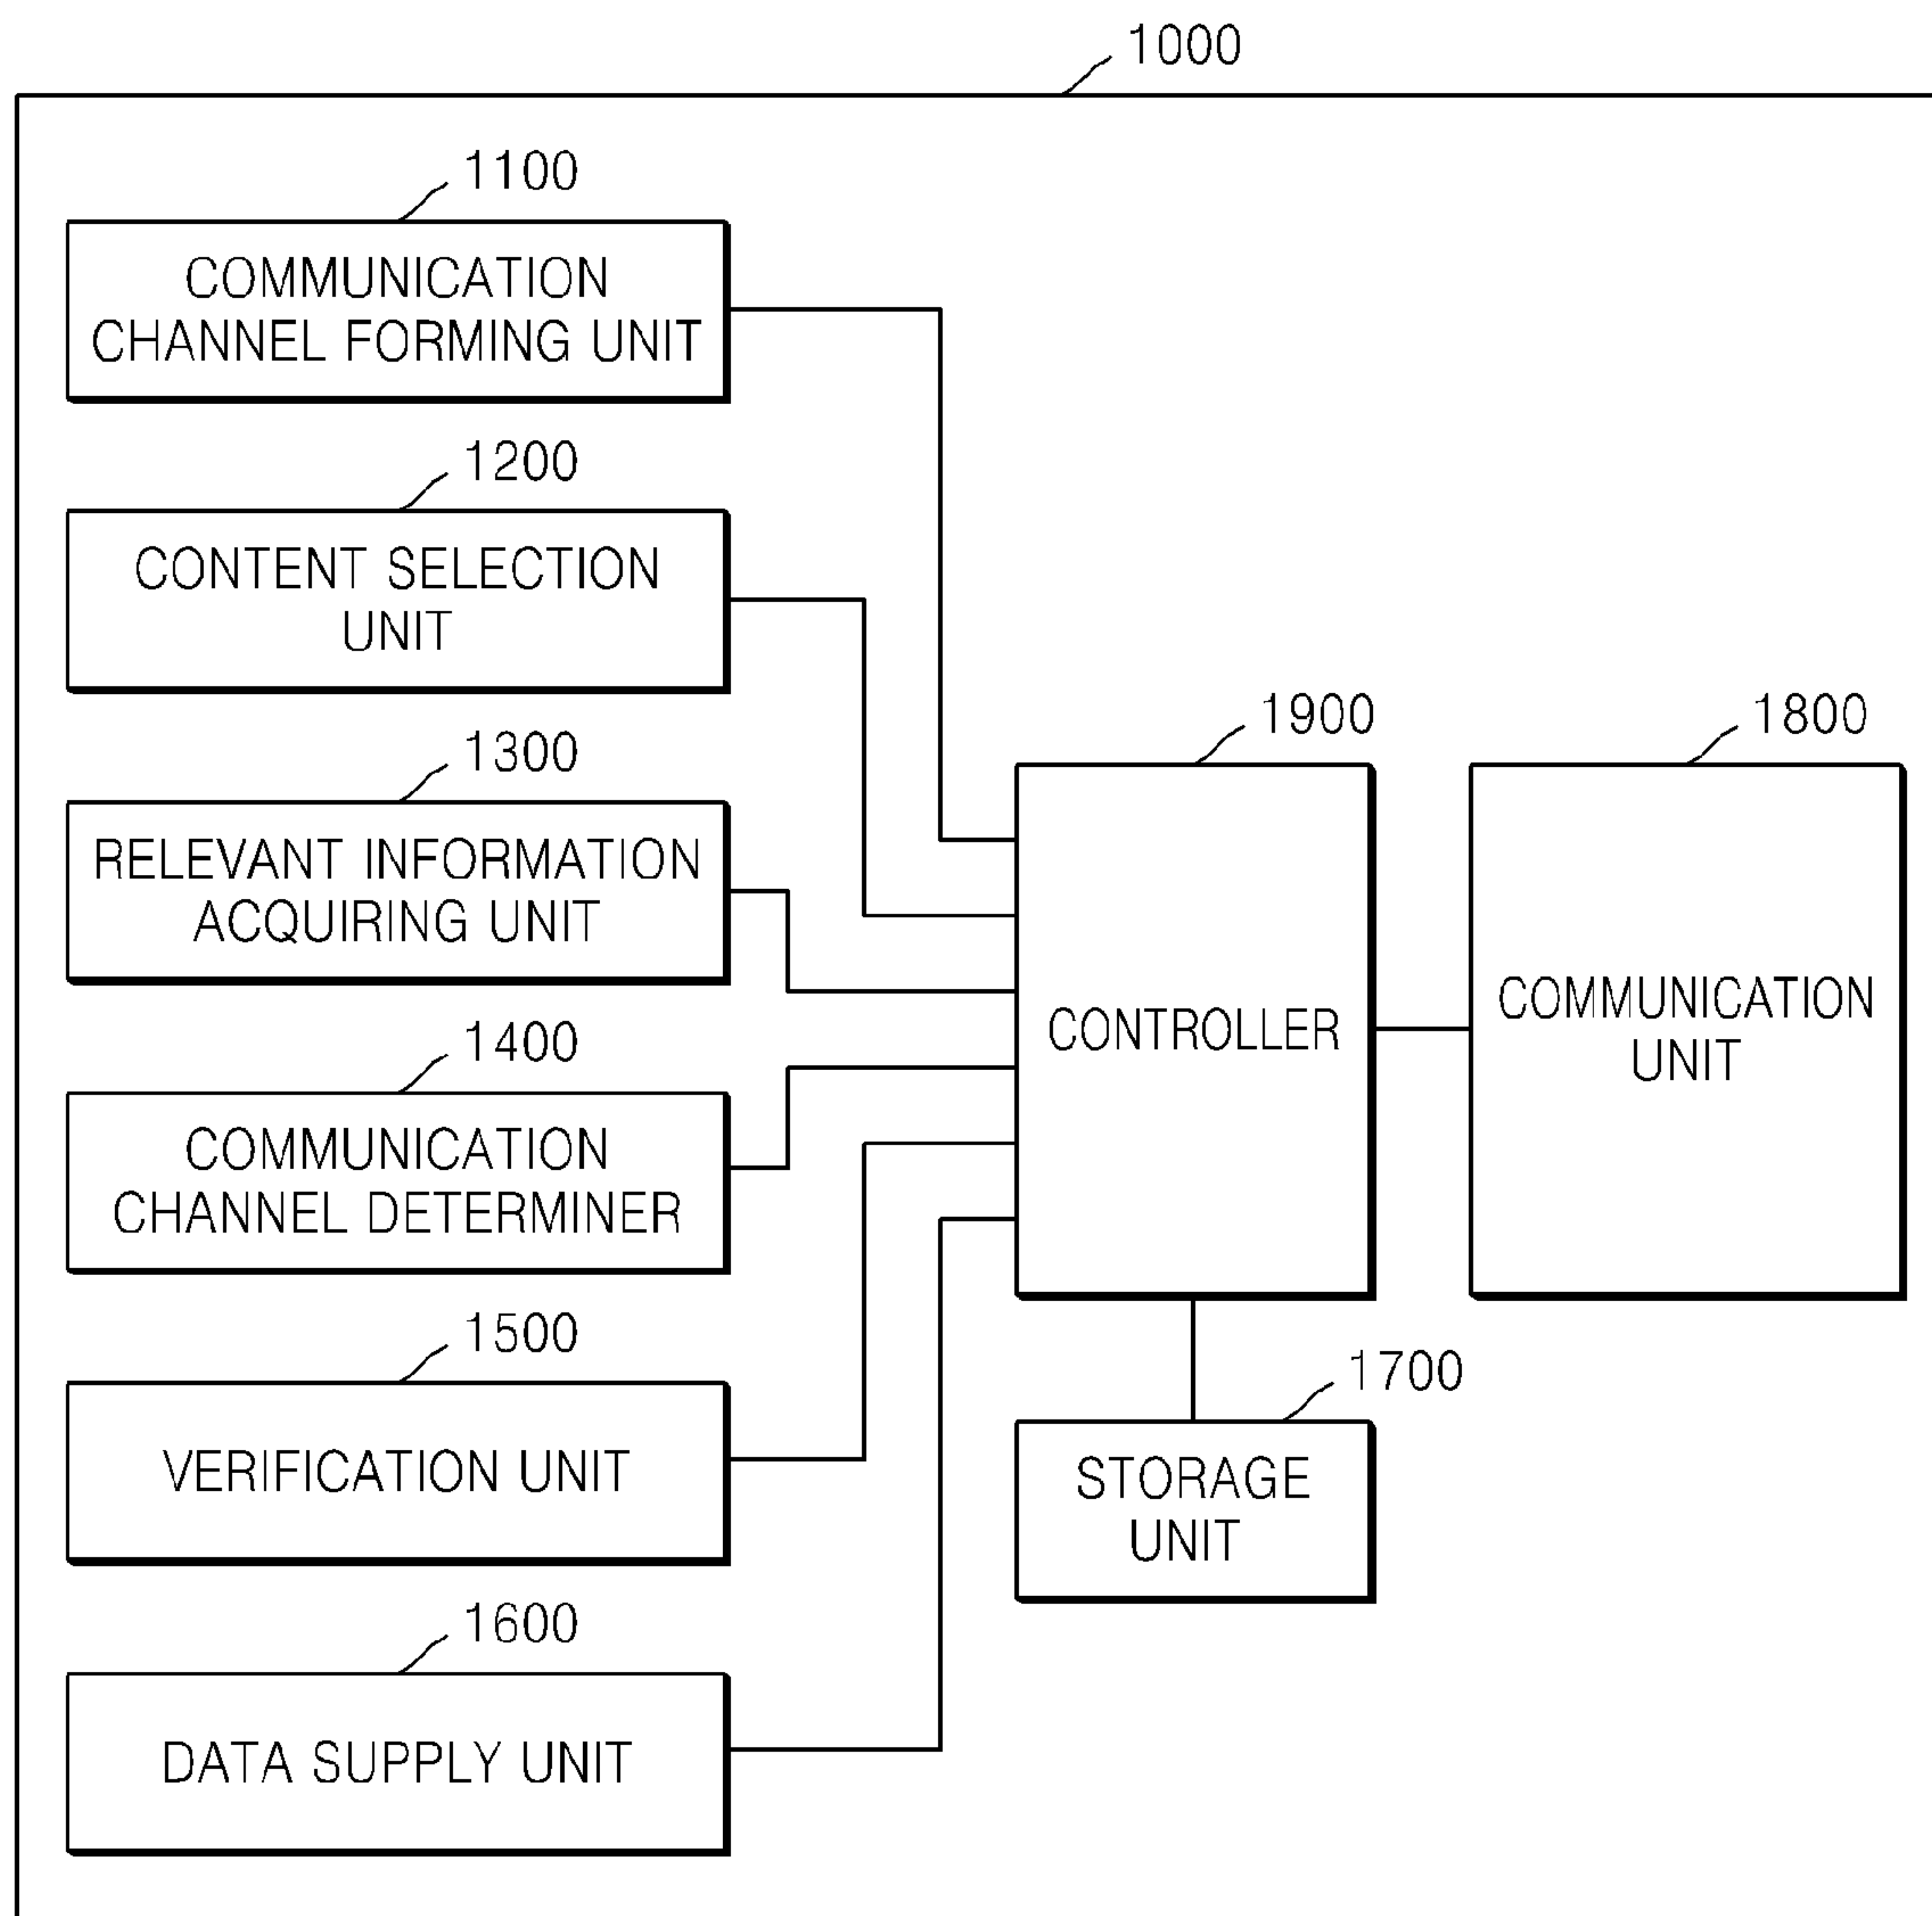 1000
1100
COMMUNICATION
CHANNEL FORMING UNIT
1200
CONTENT SELECTION
UNIT
1300
RELEVANT INFORMATION
ACQUIRING UNIT
1400
COMMUNICATION
CHANNEL DETERMINER
1500
VERIFICATION UNIT
1600
DATA SUPPLY UNIT
1900
CONTROLLER
1800
COMMUNICATION
UNIT
1700
STORAGE
UNIT